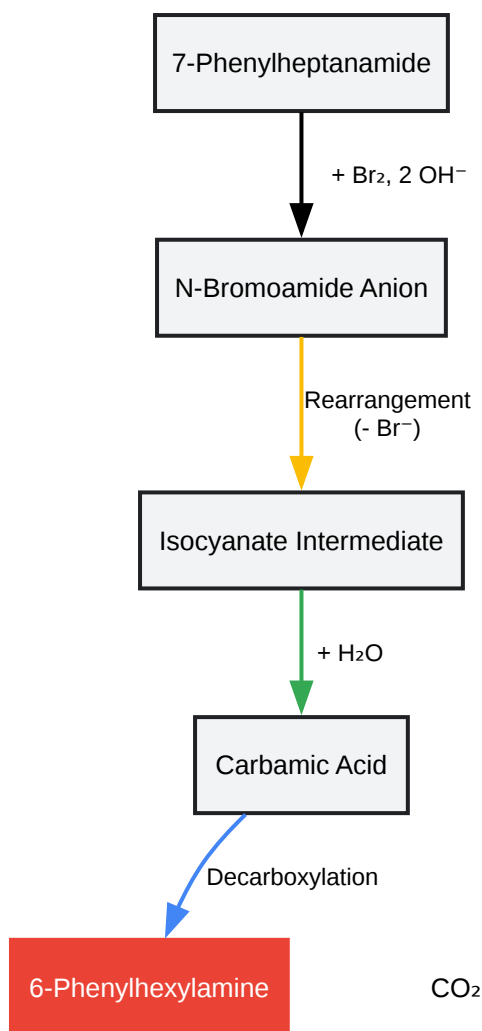 7-Phenylheptanamide
+ Br₂, 2 OH⁻
N-Bromoamide Anion
Rearrangement
(- Br⁻)
Isocyanate Intermediate
+ H₂O
Carbamic Acid
Decarboxylation
6-Phenylhexylamine
CO₂